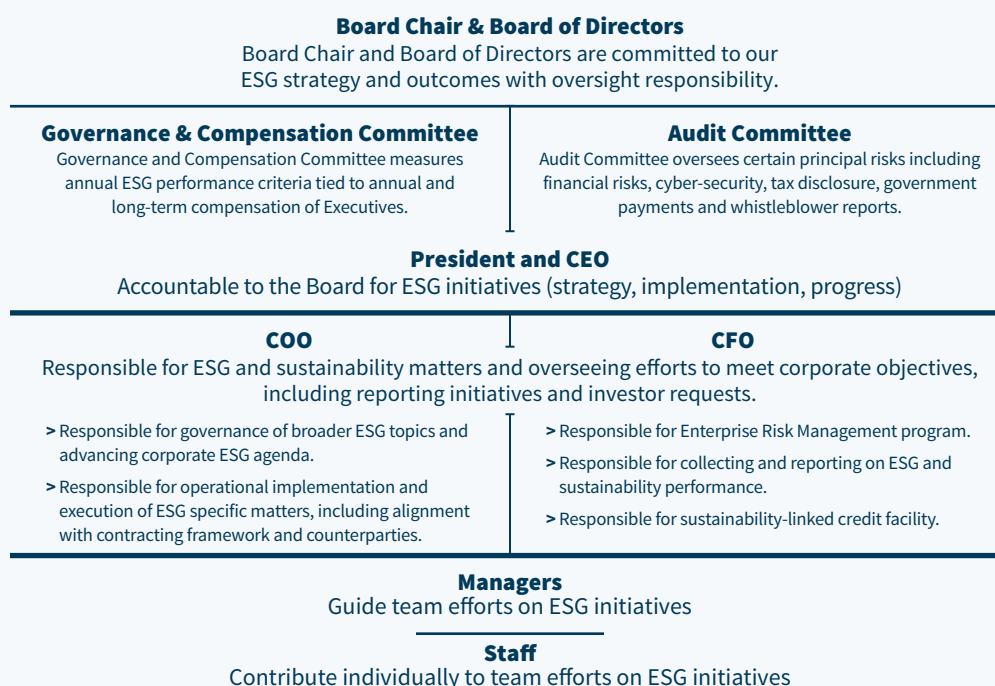 Board Chair & Board of Directors
Board Chair and Board of Directors are committed to our
ESG strategy and outcomes with oversight responsibility.
Governance & Compensation Committee
Governance and Compensation Committee measures
annual ESG performance criteria tied to annual and
long-term compensation of Executives.
Audit Committee
Audit Committee oversees certain principal risks including
financial risks, cyber-security, tax disclosure, government
payments and whistleblower reports.
President and CEO
Accountable to the Board for ESG initiatives (strategy, implementation, progress)
COO
CFO
Responsible for ESG and sustainability matters and overseeing efforts to meet corporate objectives,
including reporting initiatives and investor requests.
> Responsible for governance of broader ESG topics and
advancing corporate ESG agenda.
> Responsible for operational implementation and
execution of ESG specific matters, including alignment
with contracting framework and counterparties.
> Responsible for Enterprise Risk Management program.
> Responsible for collecting and reporting on ESG and
sustainability performance.
> Responsible for sustainability-linked credit facility.
Managers
Guide team efforts on ESG initiatives
Staff
Contribute individually to team efforts on ESG initiatives